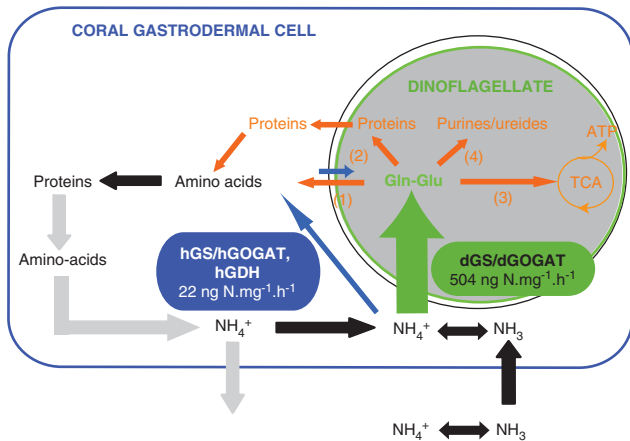 CORAL GASTRODERMAL CELL
DINOFLAGELLATE
Proteins
Proteins
Purines/ureides
ATP
(2)
(4)
Proteins
Amino acids
(1)
Gln-Glu
(3)
TCA
Amino-acids
hGS/hGOGAT,
hGDH
22 ng N.mg⁻¹.h⁻¹
dGS/dGOGAT
504 ng N.mg⁻¹.h⁻¹
NH₄⁺
NH₄⁺
NH₃
NH₄⁺
NH₃